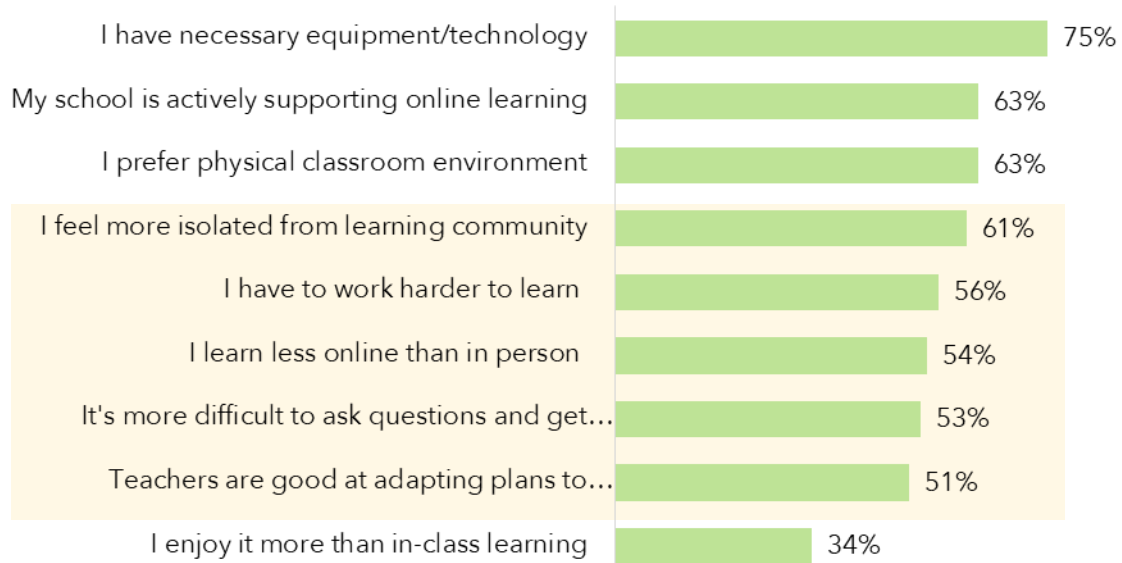 I have necessary equipment/technology 75%
My school is actively supporting online learning 63%
I prefer physical classroom environment 63%
I feel more isolated from learning community 61%
I have to work harder to learn 56%
I learn less online than in person 54%
It's more difficult to ask questions and get... 53%
Teachers are good at adapting plans to... 51%
I enjoy it more than in-class learning 34%